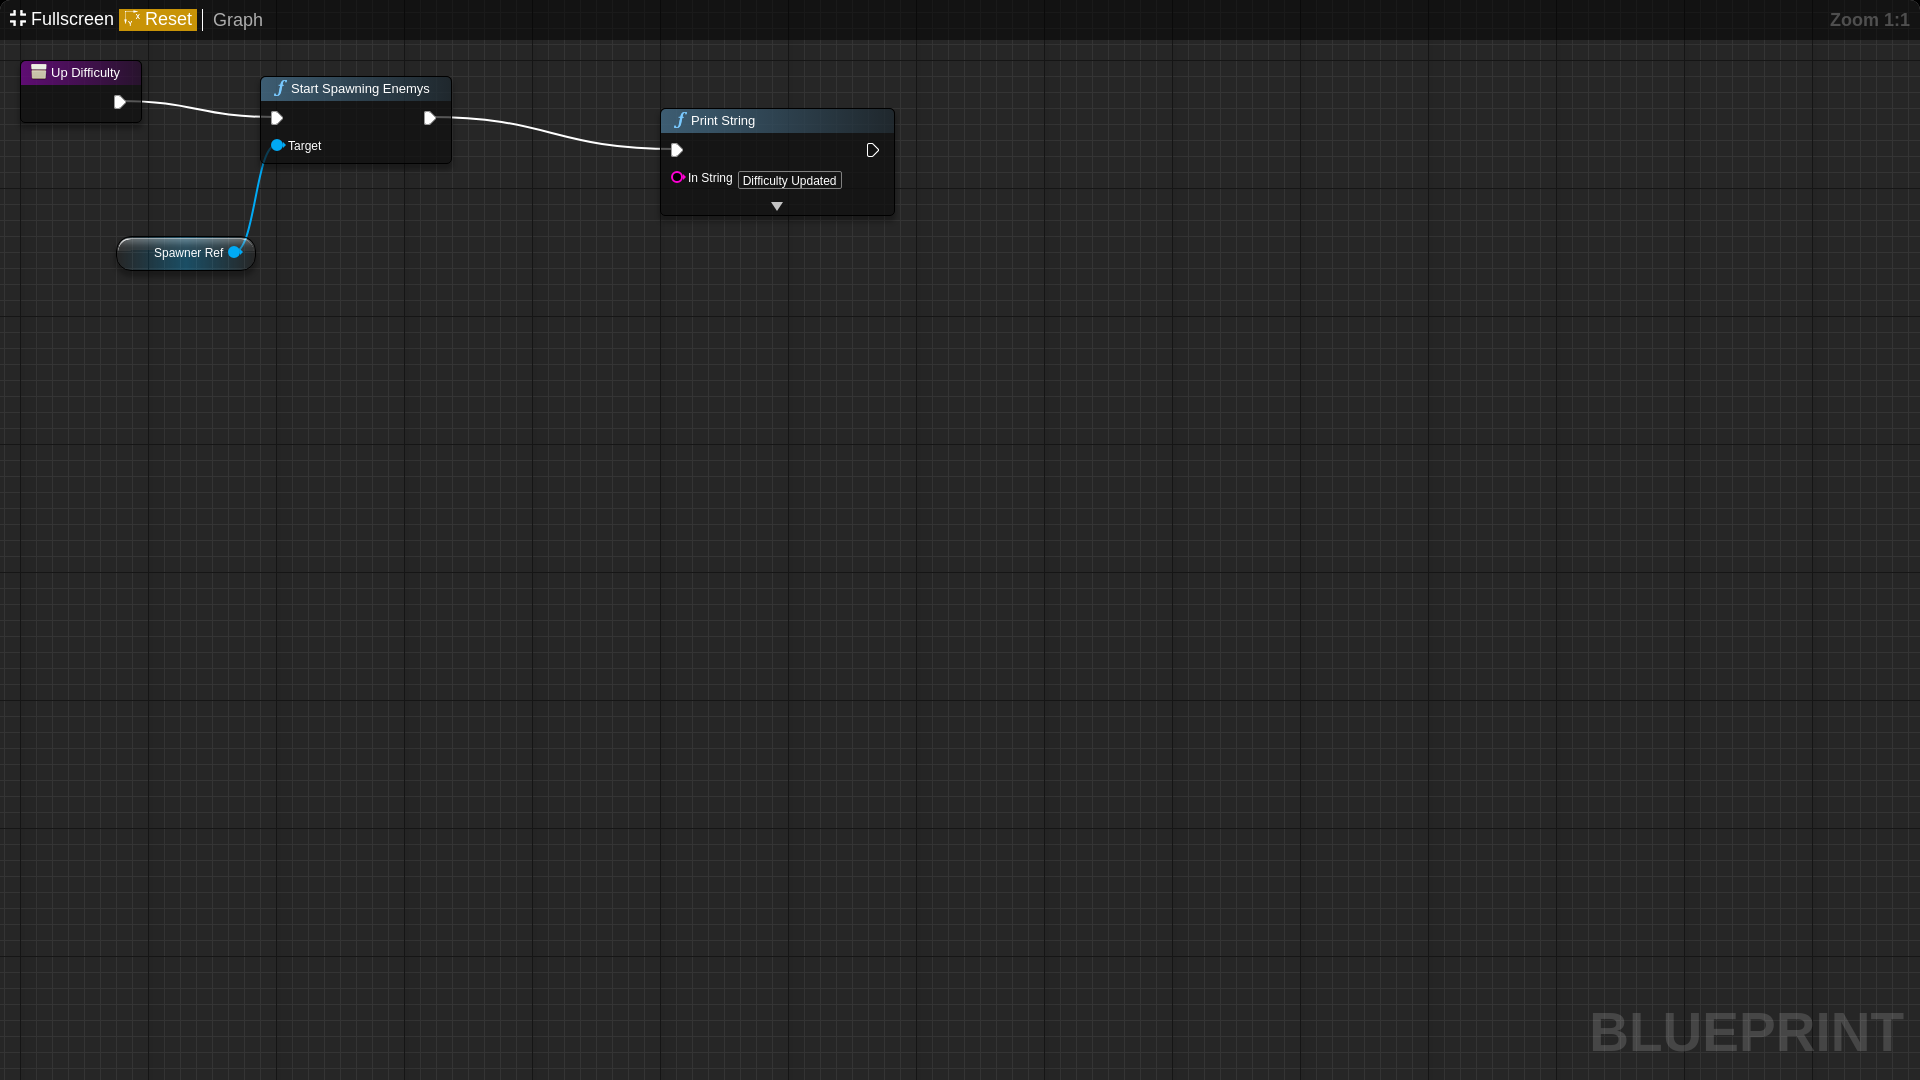 Fullscreen Reset Graph
Zoom 1:1
Up Difficulty
Start Spawning Enemys
Target
Print String
In String Difficulty Updated
Spawner Ref
BLUEPRINT